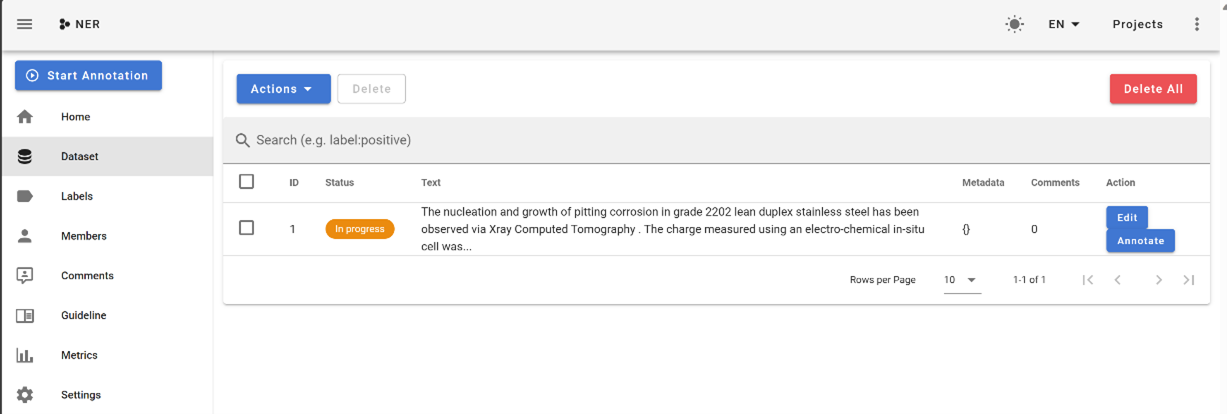 NER
EN
Projects
Start Annotation
Home
Dataset
Labels
Members
Comments
Guideline
Metrics
Settings
Actions
Delete
Delete All
Search (e.g. label:positive)
ID Status Text Metadata Comments Action
1 In progress
The nucleation and growth of pitting corrosion in grade 2202 lean duplex stainless steel has been
observed via Xray Computed Tomography . The charge measured using an electro-chemical in-situ
cell was...
{} 0
Edit
Annotate
Rows per Page 10 1-1 of 1